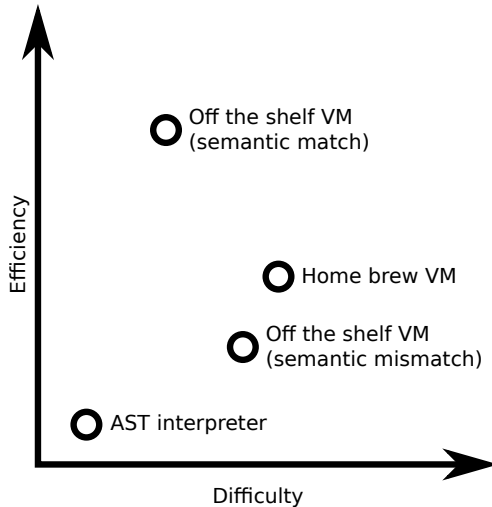 Off the shelf VM
(semantic match)
Efficiency
Home brew VM
Off the shelf VM
(semantic mismatch)
AST interpreter
Difficulty